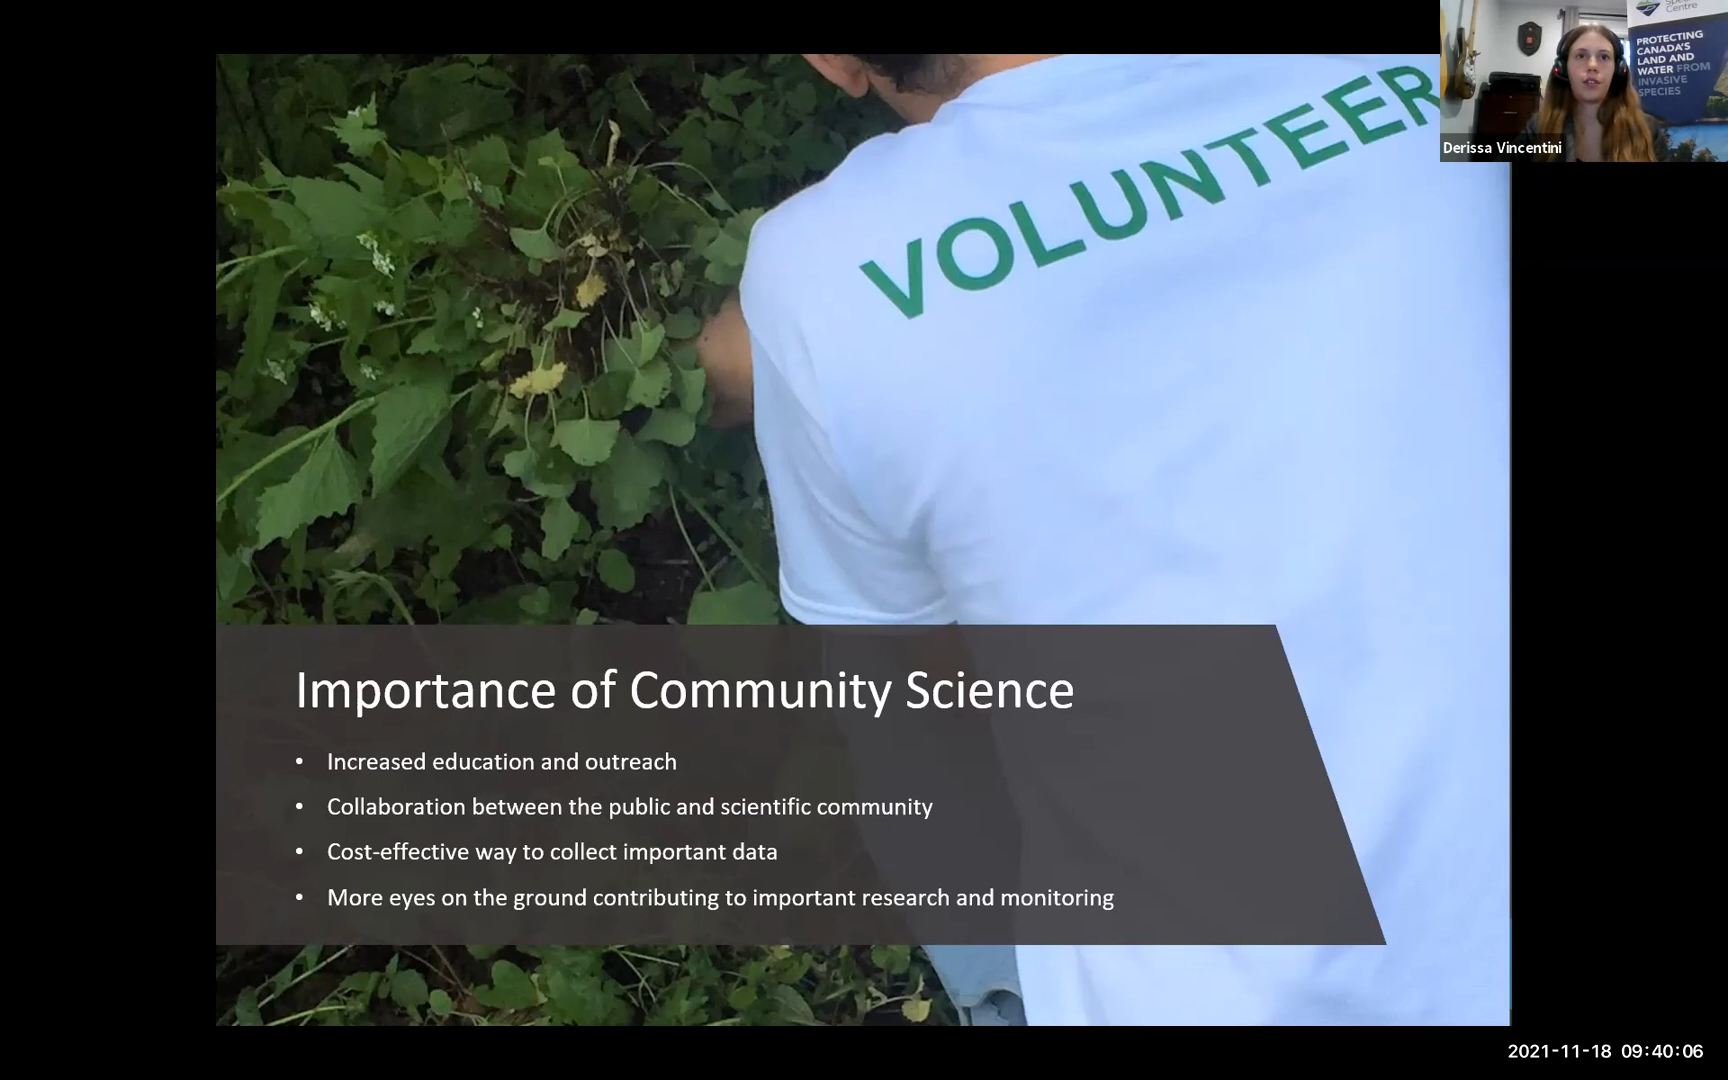 VOLUNTEER
Centre
PROTECTING
CANADA'S
LAND AND
WATER FROM
INVASIVE
SPECIES
Derissa Vincentini
Importance of Community Science
• Increased education and outreach
• Collaboration between the public and scientific community
• Cost-effective way to collect important data
• More eyes on the ground contributing to important research and monitoring
2021-11-18 09:40:06